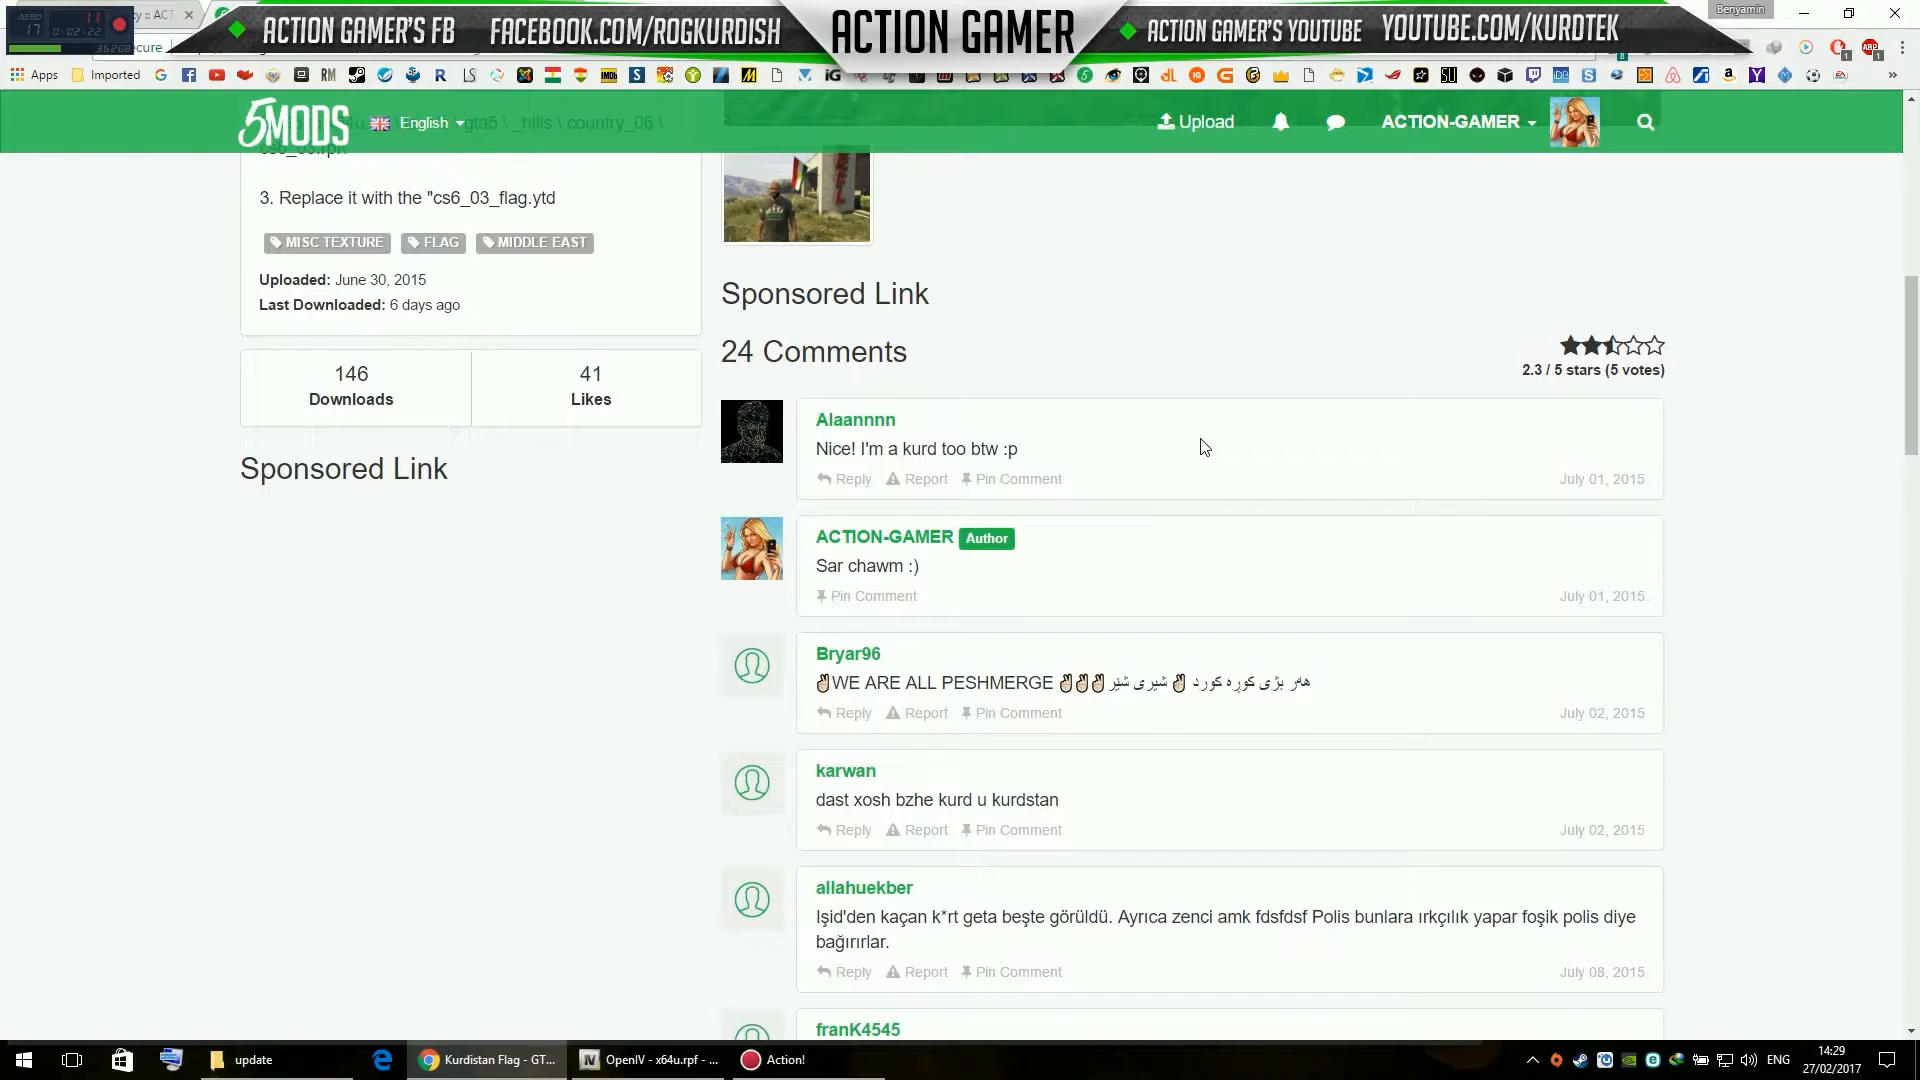 ACTION GAMER'S FB FACEBOOK.COM/ROGKURDISH ACTION GAMER ACTION GAMER'S YOUTUBE YOUTUBE.COM/KURDTEK
Benyamin
Apps Imported
5MODS English Upload ACTION-GAMER
3. Replace it with the "cs6_03_flag.ytd
MISC TEXTURE FLAG MIDDLE EAST
Uploaded: June 30, 2015
Last Downloaded: 6 days ago
146
Downloads
41
Likes
Sponsored Link
Sponsored Link
24 Comments
2.3 / 5 stars (5 votes)
Alaannnn
Nice! I'm a kurd too btw :p
Reply Report Pin Comment July 01, 2015
ACTION-GAMER Author
Sar chawm :)
Pin Comment July 01, 2015
Bryar96
✌WE ARE ALL PESHMERGE ✌✌✌ هەر بژی کوڕە کورد ✌ شیری شێر
Reply Report Pin Comment July 02, 2015
karwan
dast xosh bzhe kurd u kurdstan
Reply Report Pin Comment July 02, 2015
allahuekber
Işid'den kaçan k*rt geta beşte görüldü. Ayrıca zenci amk fdsfdsf Polis bunlara ırkçılık yapar foşik polis diye
bağırırlar.
Reply Report Pin Comment July 08, 2015
franK4545
update Kurdistan Flag - GT... OpenIV - x64u.rpf - ... Action! ENG
14:29
27/02/2017